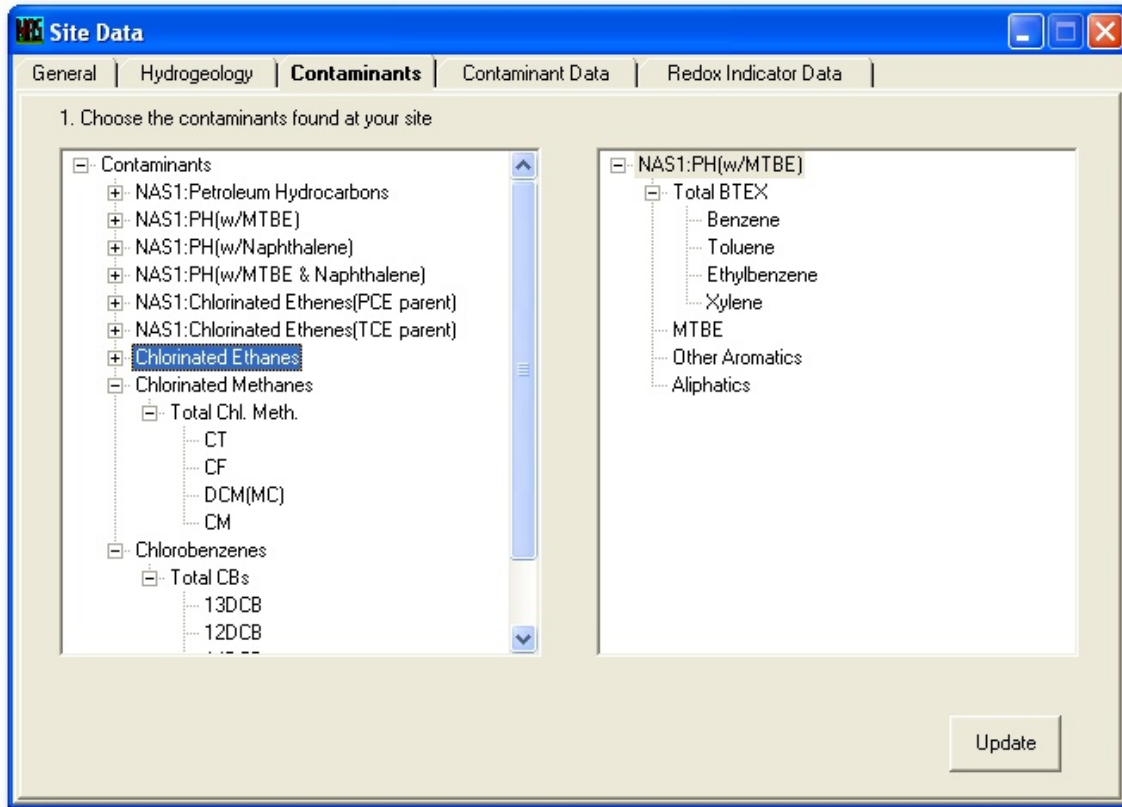 Site Data
General Hydrogeology Contaminants Contaminant Data Redox Indicator Data
1. Choose the contaminants found at your site
Contaminants
NAS1:Petroleum Hydrocarbons
NAS1:PH(w/MTBE)
NAS1:PH(w/Naphthalene)
NAS1:PH(w/MTBE & Naphthalene)
NAS1:Chlorinated Ethenes(PCE parent)
NAS1:Chlorinated Ethenes(TCE parent)
Chlorinated Ethanes
Chlorinated Methanes
Total Chl. Meth.
CT
CF
DCM(MC)
CM
Chlorobenzenes
Total CBs
13DCB
12DCB
NAS1:PH(w/MTBE)
Total BTEX
Benzene
Toluene
Ethylbenzene
Xylene
MTBE
Other Aromatics
Aliphatics
Update